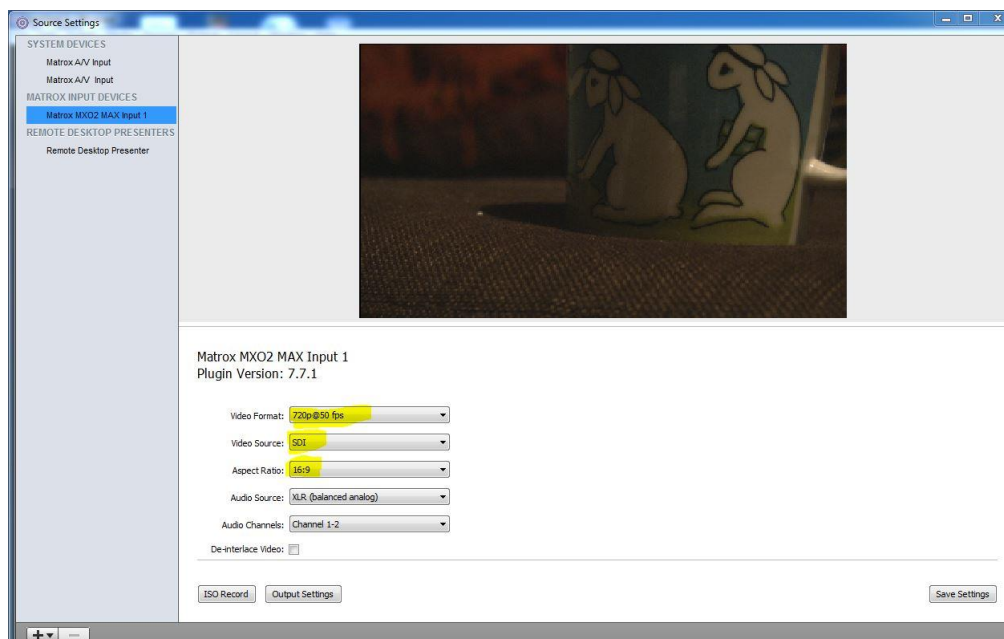 Source Settings
SYSTEM DEVICES
Matrox A/V Input
Matrox A/V Input
MATROX INPUT DEVICES
Matrox MXO2 MAX Input 1
REMOTE DESKTOP PRESENTERS
Remote Desktop Presenter
Matrox MXO2 MAX Input 1
Plugin Version: 7.7.1
Video Format: 720p@50 fps
Video Source: SDI
Aspect Ratio: 16:9
Audio Source: XLR (balanced analog)
Audio Channels: Channel 1-2
De-interlace Video:
ISO Record Output Settings Save Settings